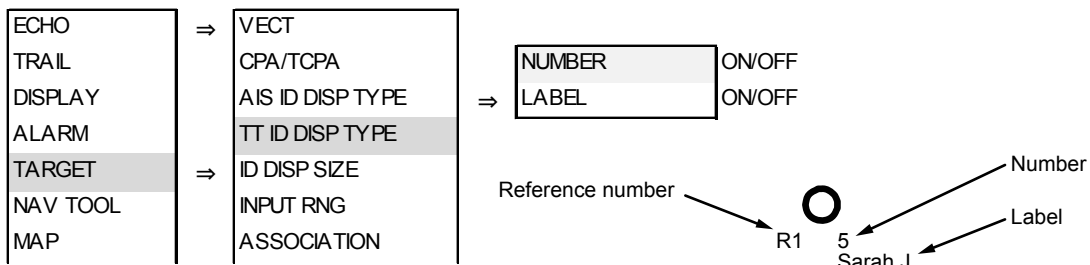 ECHO ⇒ VECT
TRAIL CPA/TCPA NUMBER ON/OFF
DISPLAY AIS ID DISP TYPE ⇒ LABEL ON/OFF
ALARM TT ID DISP TYPE
TARGET ⇒ ID DISP SIZE
NAV TOOL INPUT RNG
MAP ASSOCIATION
Reference number
Number
Label
R1 5
Sarah J